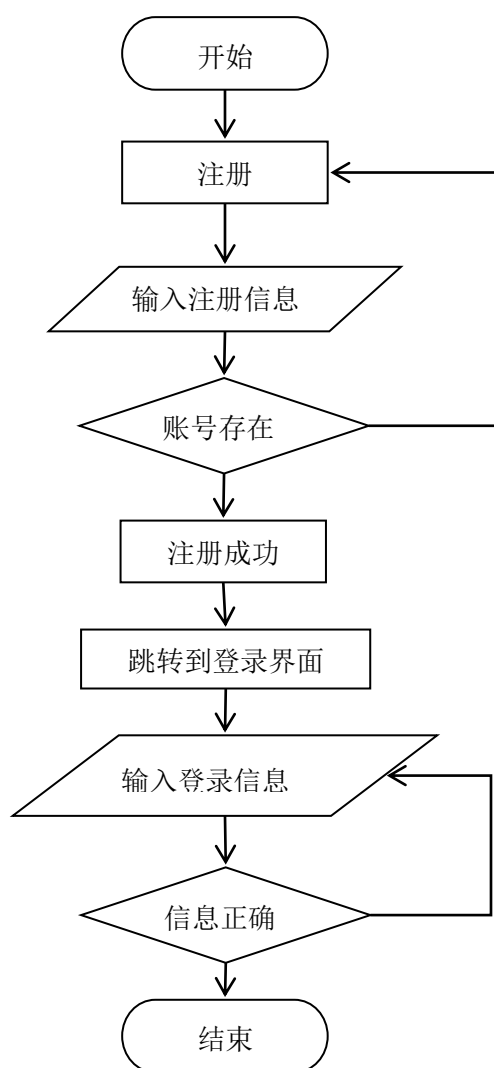 开始
注册
输入注册信息
账号存在
注册成功
跳转到登录界面
输入登录信息
信息正确
结束